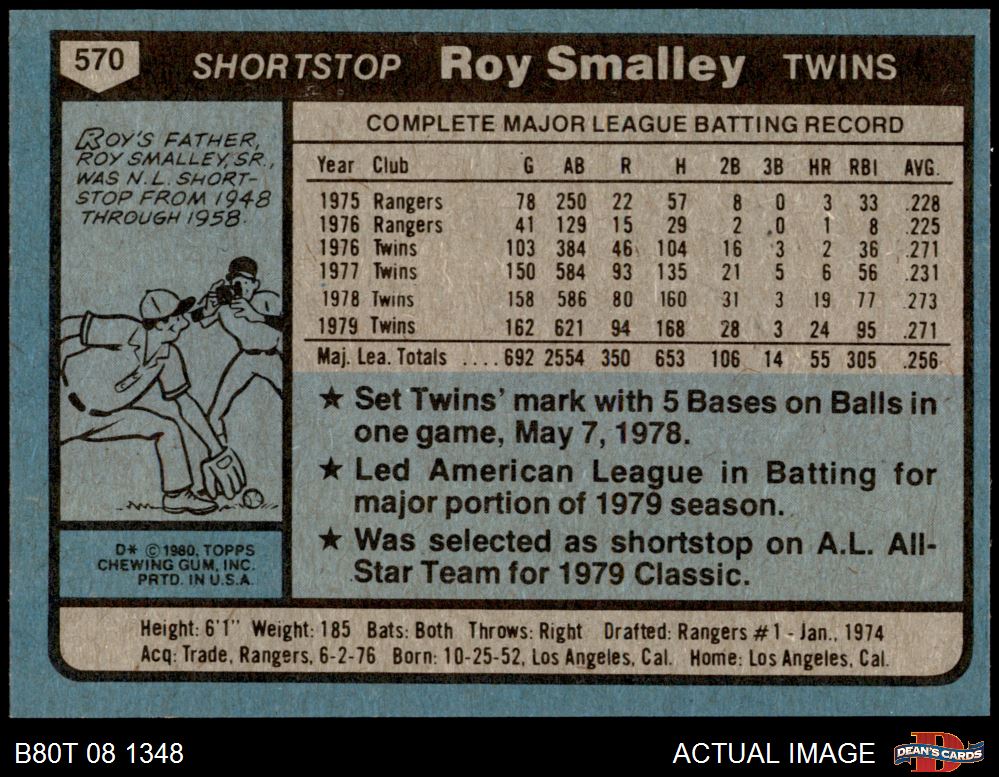 570 SHORTSTOP Roy Smalley TWINS
ROY'S FATHER,
ROY SMALLEY, SR.,
WAS N.L. SHORT-
STOP FROM 1948
THROUGH 1958.
COMPLETE MAJOR LEAGUE BATTING RECORD
Year Club G AB R H 2B 3B HR RBI AVG.
1975 Rangers 78 250 22 57 8 0 3 33 .228
1976 Rangers 41 129 15 29 2 0 1 8 .225
1976 Twins 103 384 46 104 16 3 2 36 .271
1977 Twins 150 584 93 135 21 5 6 56 .231
1978 Twins 158 586 80 160 31 3 19 77 .273
1979 Twins 162 621 94 168 28 3 24 95 .271
Maj. Lea. Totals ....692 2554 350 653 106 14 55 305 .256
★ Set Twins' mark with 5 Bases on Balls in
one game, May 7, 1978.
★ Led American League in Batting for
major portion of 1979 season.
★ Was selected as shortstop on A.L. All-
Star Team for 1979 Classic.
D* © 1980, TOPPS
CHEWING GUM, INC.
PRTD. IN U.S.A.
Height: 6'1" Weight: 185 Bats: Both Throws: Right Drafted: Rangers #1 - Jan., 1974
Acq: Trade, Rangers, 6-2-76 Born: 10-25-52, Los Angeles, Cal. Home: Los Angeles, Cal.
B80T 08 1348 ACTUAL IMAGE DEAN'S CARDS